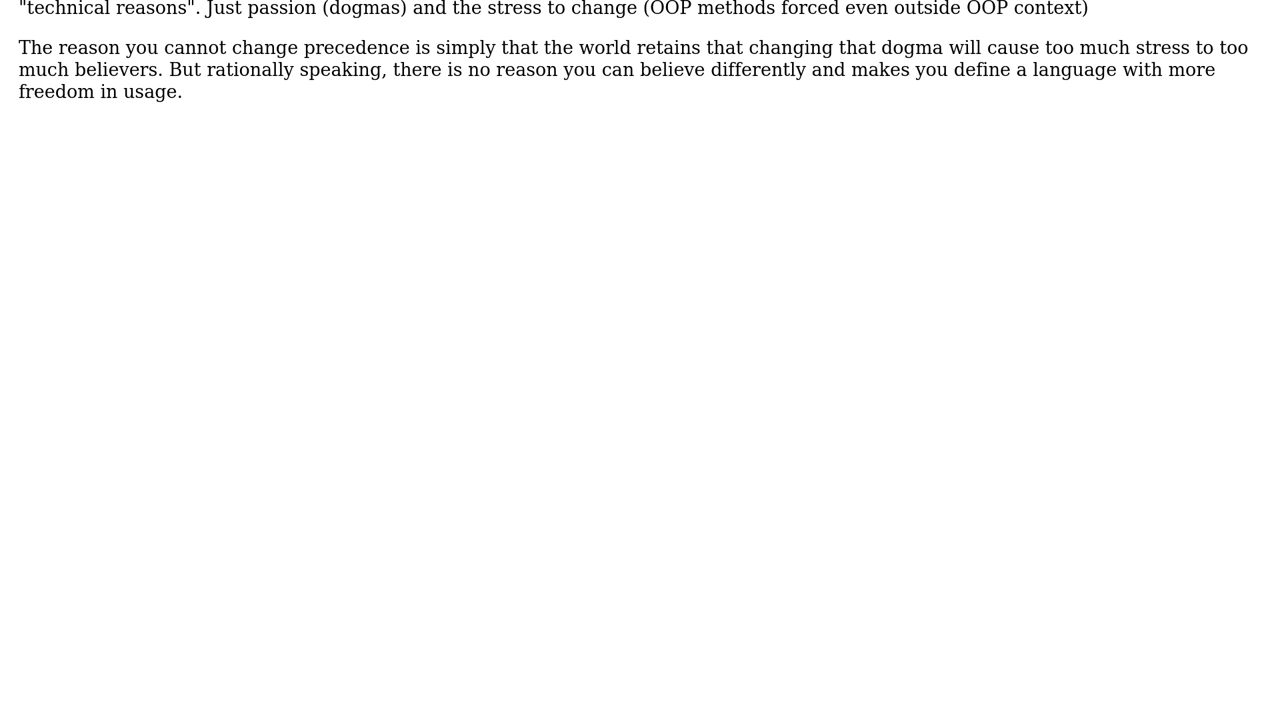 "technical reasons". Just passion (dogmas) and the stress to change (OOP methods forced even outside OOP context)
The reason you cannot change precedence is simply that the world retains that changing that dogma will cause too much stress to too
much believers. But rationally speaking, there is no reason you can believe differently and makes you define a language with more
freedom in usage.